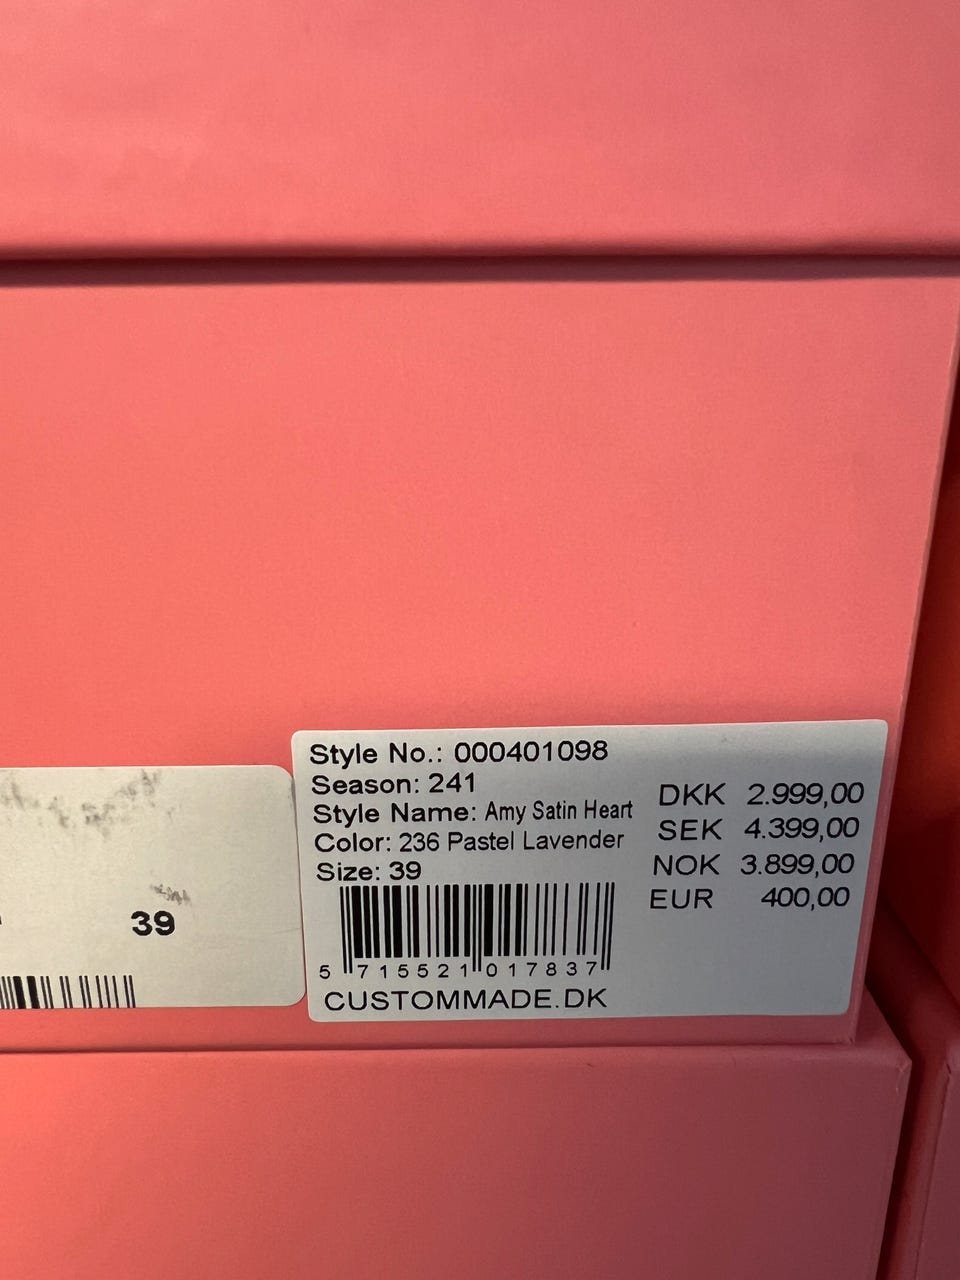 Style No.: 000401098
Season: 241
Style Name: Amy Satin Heart
Color: 236 Pastel Lavender
Size: 39
DKK 2.999,00
SEK 4.399,00
NOK 3.899,00
EUR 400,00
5 715521 017837
CUSTOMMADE.DK
39